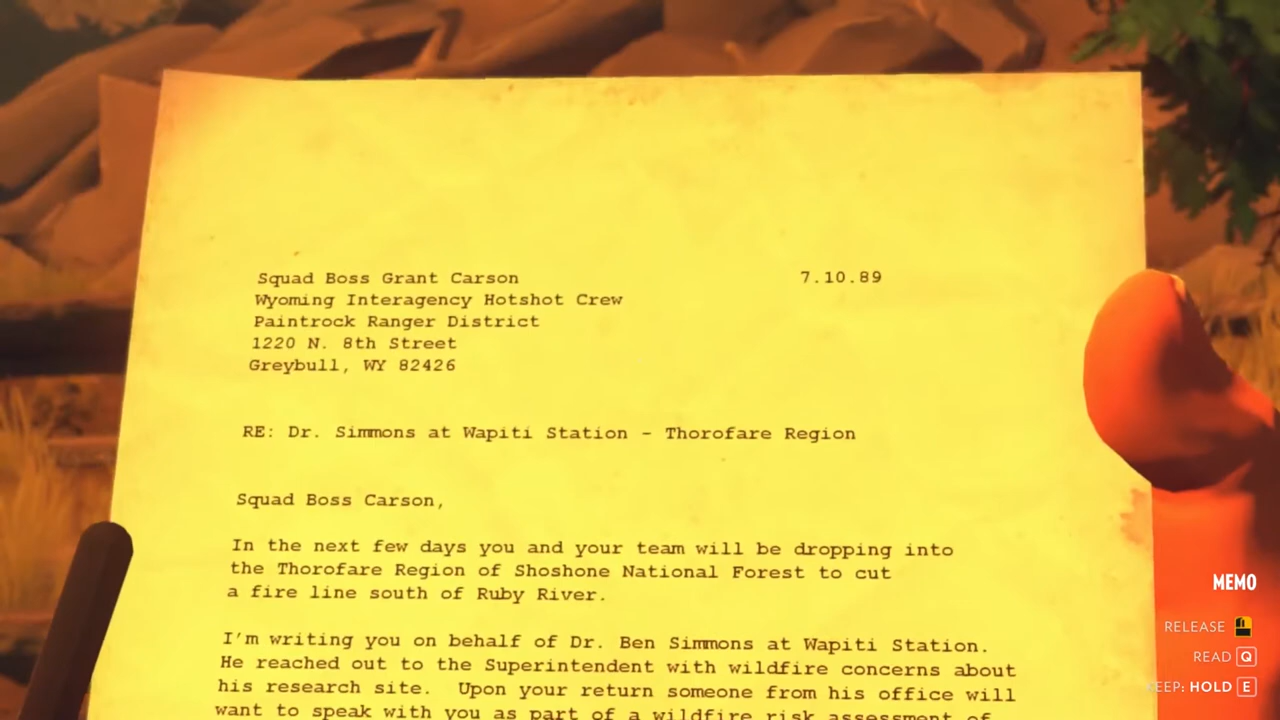 Squad Boss Grant Carson 7.10.89
Wyoming Interagency Hotshot Crew
Paintrock Ranger District
1220 N. 8th Street
Greybull, WY 82426
RE: Dr. Simmons at Wapiti Station - Thorofare Region
Squad Boss Carson,
In the next few days you and your team will be dropping into
the Thorofare Region of Shoshone National Forest to cut
a fire line south of Ruby River.
I'm writing you on behalf of Dr. Ben Simmons at Wapiti Station.
He reached out to the Superintendent with wildfire concerns about
his research site. Upon your return someone from his office will
want to speak with you as part of a wildfire risk assessment of
MEMO
RELEASE
READ Q
KEEP: HOLD E